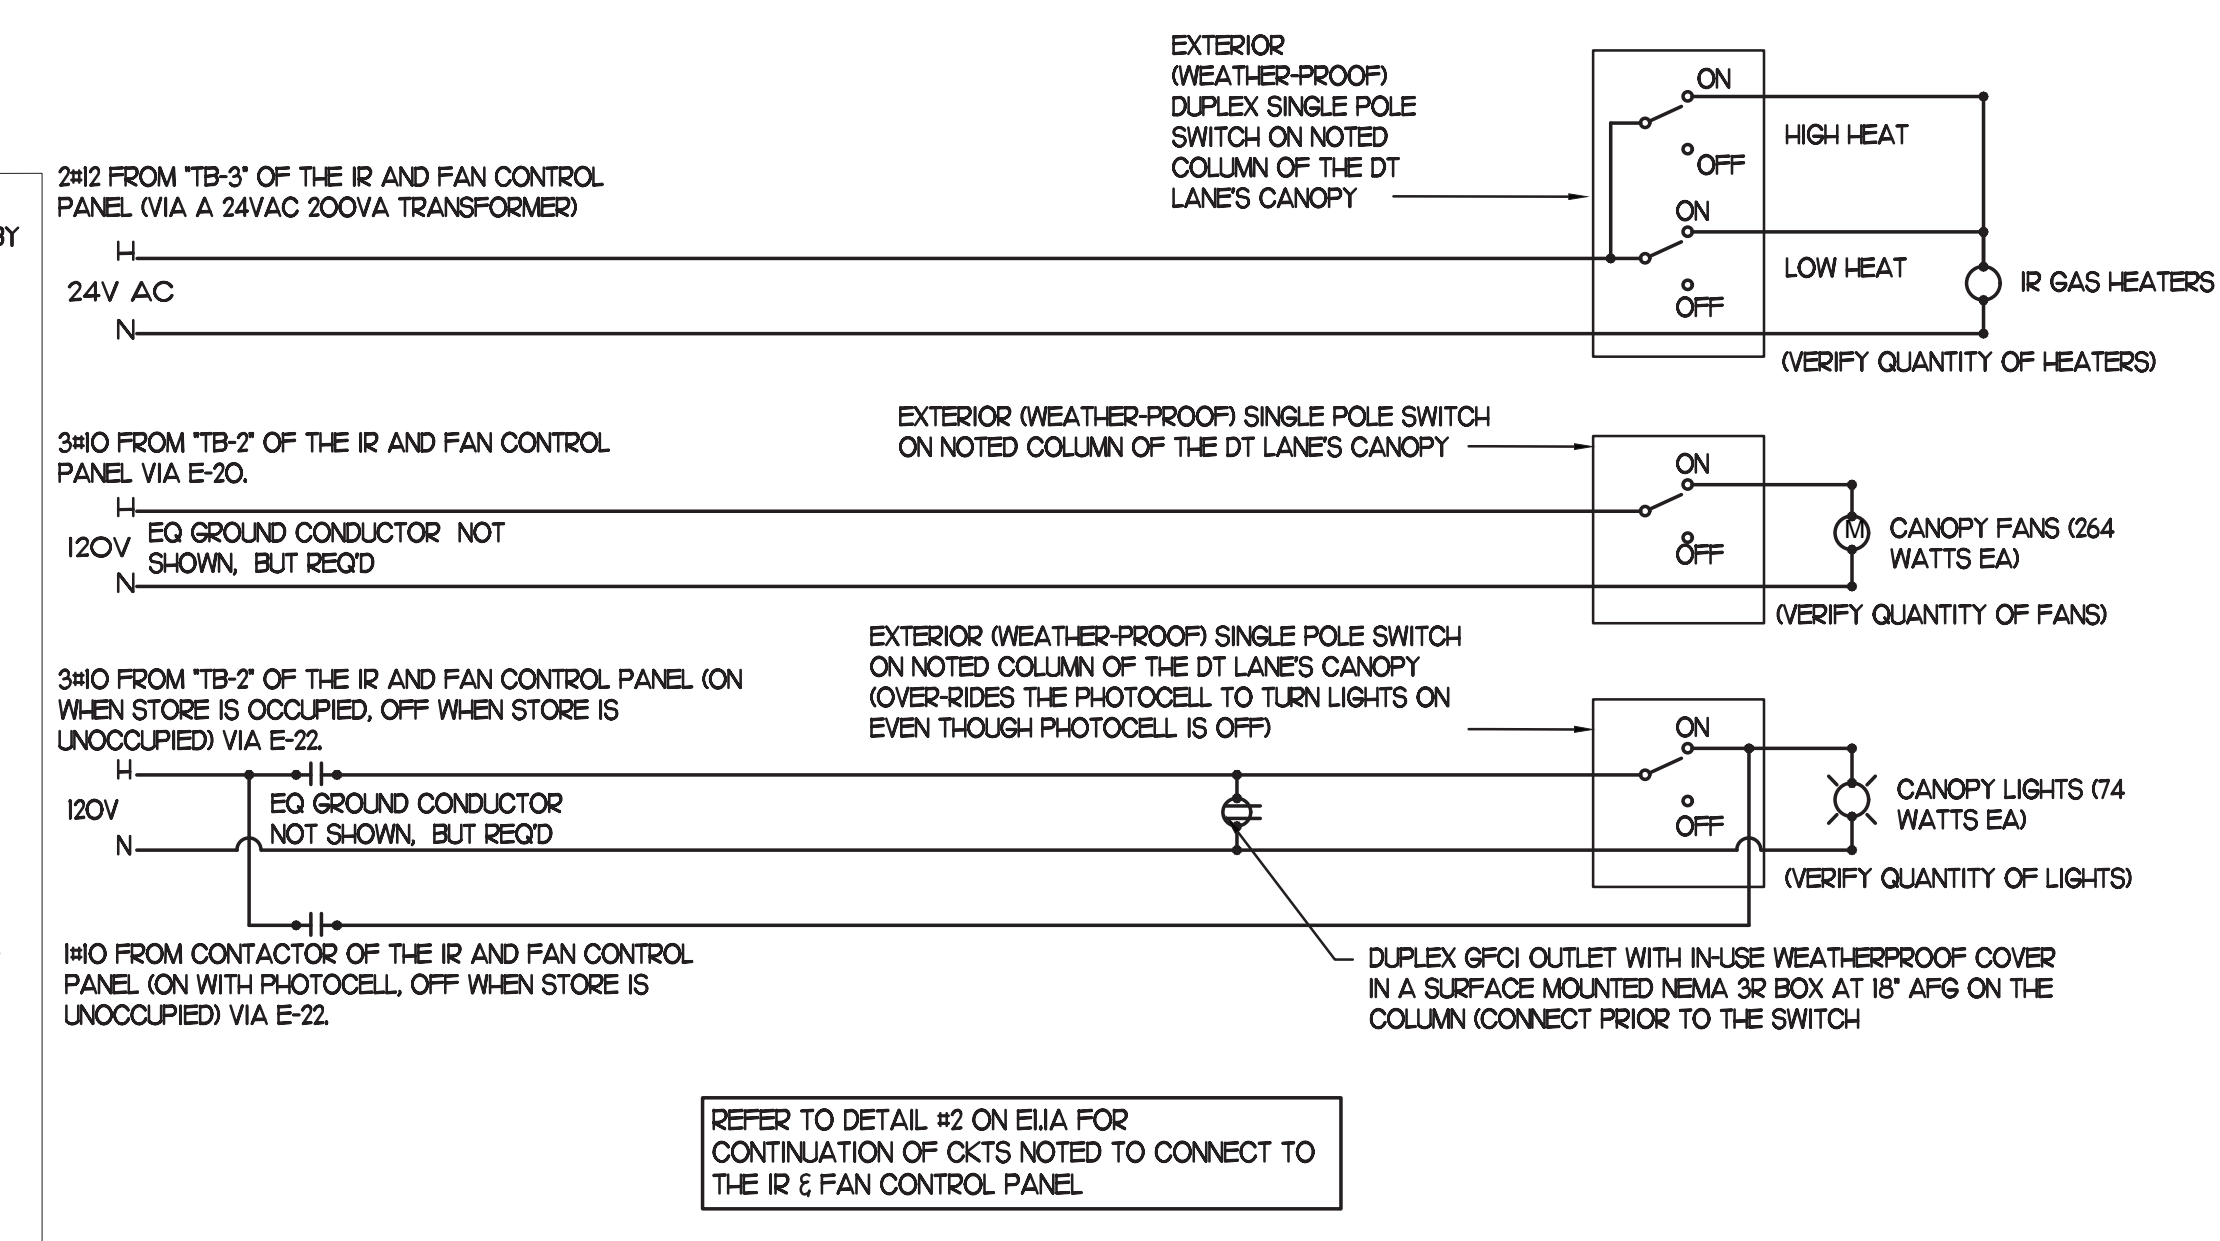 EXTERIOR
(WEATHER-PROOF)
DUPLEX SINGLE POLE
SWITCH ON NOTED
COLUMN OF THE DT
LANE'S CANOPY
ON
HIGH HEAT
OFF
2#12 FROM "TB-3" OF THE IR AND FAN CONTROL
PANEL (VIA A 24VAC 200VA TRANSFORMER)
BY
ON
H
24V AC
N
LOW HEAT
OFF
IR GAS HEATERS
(VERIFY QUANTITY OF HEATERS)
EXTERIOR (WEATHER-PROOF) SINGLE POLE SWITCH
ON NOTED COLUMN OF THE DT LANE'S CANOPY
3#10 FROM "TB-2" OF THE IR AND FAN CONTROL
PANEL VIA E-20.
H
120V
N
EQ GROUND CONDUCTOR  NOT
SHOWN,  BUT REQ'D
ON
OFF
M
CANOPY FANS (264
WATTS EA)
(VERIFY QUANTITY OF FANS)
EXTERIOR (WEATHER-PROOF) SINGLE POLE SWITCH
ON NOTED COLUMN OF THE DT LANE'S CANOPY
(OVER-RIDES THE PHOTOCELL TO TURN LIGHTS ON
EVEN THOUGH PHOTOCELL IS OFF)
3#10 FROM "TB-2" OF THE IR AND FAN CONTROL PANEL (ON
WHEN STORE IS OCCUPIED, OFF WHEN STORE IS
UNOCCUPIED) VIA E-22.
H
120V
N
EQ GROUND CONDUCTOR
NOT SHOWN,  BUT REQ'D
ON
OFF
CANOPY LIGHTS (74
WATTS EA)
(VERIFY QUANTITY OF LIGHTS)
1#10 FROM CONTACTOR OF THE IR AND FAN CONTROL
PANEL (ON WITH PHOTOCELL, OFF WHEN STORE IS
UNOCCUPIED) VIA E-22.
DUPLEX GFCI OUTLET WITH IN-USE WEATHERPROOF COVER
IN A SURFACE MOUNTED NEMA 3R BOX AT 18" AFG ON THE
COLUMN (CONNECT PRIOR TO THE SWITCH
REFER TO DETAIL #2 ON E1.1A FOR
CONTINUATION OF CKTS NOTED TO CONNECT TO
THE IR & FAN CONTROL PANEL